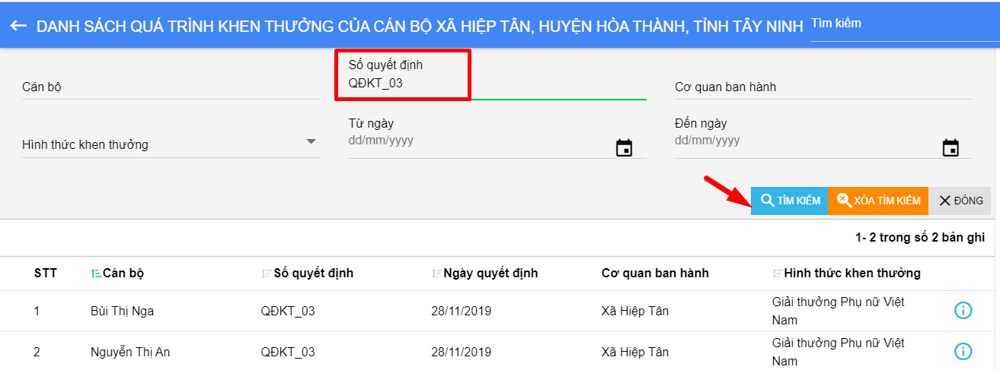 DANH SÁCH QUÁ TRÌNH KHEN THƯỞNG CỦA CÁN BỘ XÃ HIỆP TÂN, HUYỆN HÒA THÀNH, TỈNH TÂY NINH Tìm kiếm
Cán bộ
Số quyết định
QĐKT_03
Cơ quan ban hành
Hình thức khen thưởng
Từ ngày
dd/mm/yyyy
Đến ngày
dd/mm/yyyy
TÌM KIẾM XÓA TÌM KIẾM ĐÓNG
1- 2 trong số 2 bản ghi
STT Cán bộ Số quyết định Ngày quyết định Cơ quan ban hành Hình thức khen thưởng
1 Bùi Thị Nga QĐKT_03 28/11/2019 Xã Hiệp Tân Giải thưởng Phụ nữ Việt
Nam
2 Nguyễn Thị An QĐKT_03 28/11/2019 Xã Hiệp Tân Giải thưởng Phụ nữ Việt
Nam